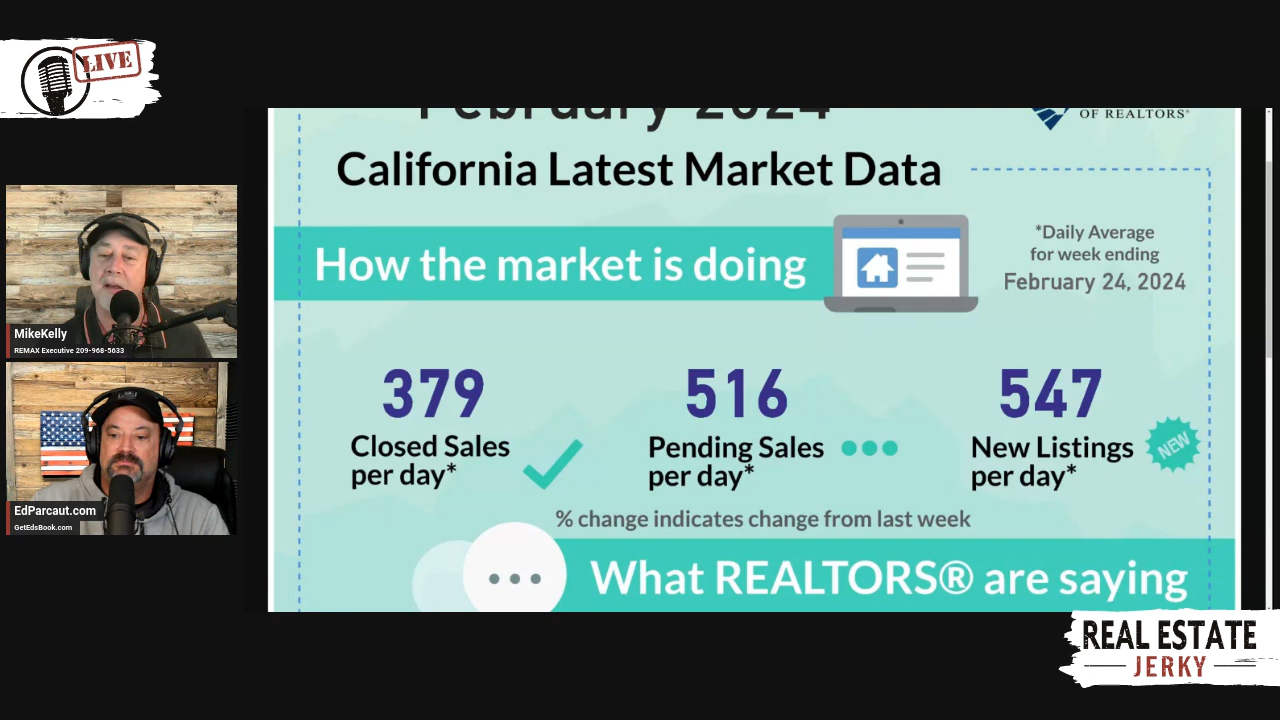 LIVE
February 2024
OF REALTORS®
California Latest Market Data
How the market is doing
*Daily Average
for week ending
February 24, 2024
379
Closed Sales
per day*
516
Pending Sales
per day*
547
New Listings
per day*
NEW
% change indicates change from last week
What REALTORS® are saying
MikeKelly
REMAX Executive 209-968-5633
EdParcaut.com
GetEdsBook.com
REAL ESTATE
JERKY